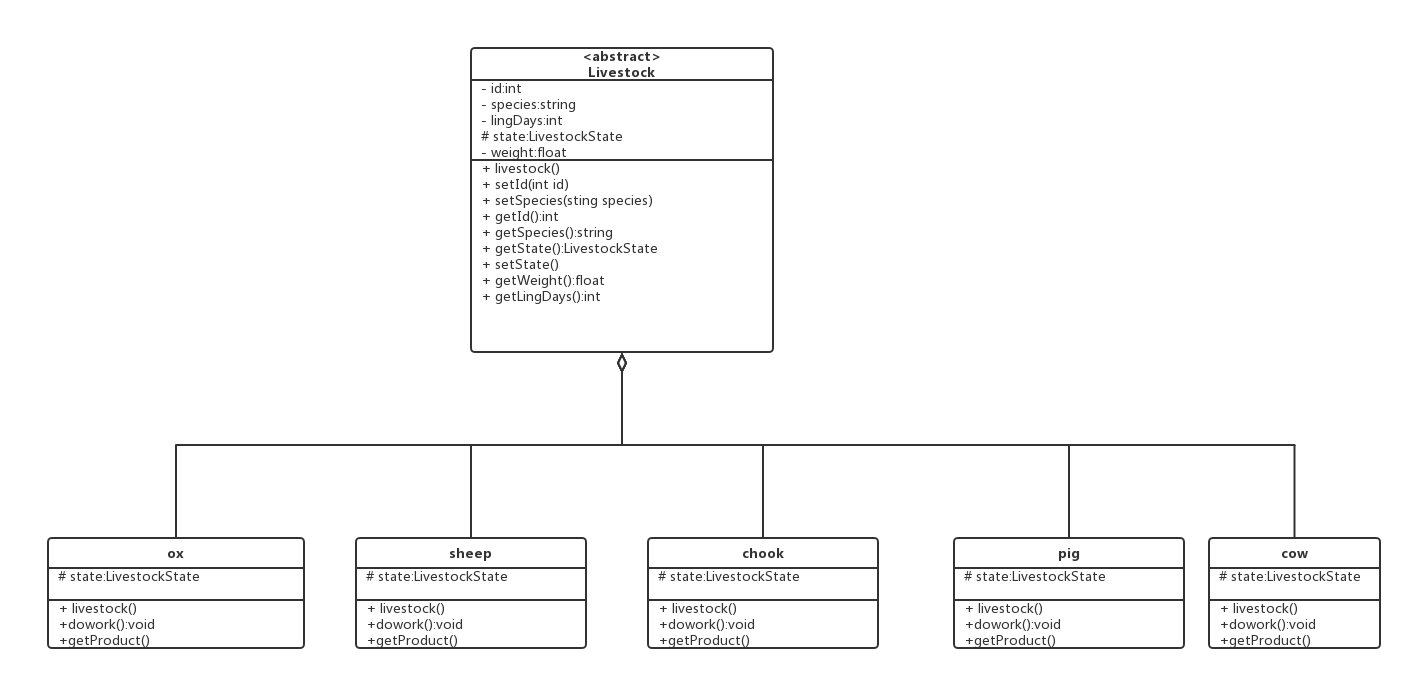 <abstract>
Livestock
- id:int
- species:string
- lingDays:int
# state:LivestockState
- weight:float
+ livestock()
+ setId(int id)
+ setSpecies(sting species)
+ getId():int
+ getSpecies():string
+ getState():LivestockState
+ setState()
+ getWeight():float
+ getLingDays():int
ox
# state:LivestockState
+ livestock()
+dowork():void
+getProduct()
sheep
# state:LivestockState
+ livestock()
+dowork():void
+getProduct()
chook
# state:LivestockState
+ livestock()
+dowork():void
+getProduct()
pig
# state:LivestockState
+ livestock()
+dowork():void
+getProduct()
cow
# state:LivestockState
+ livestock()
+dowork():void
+getProduct()